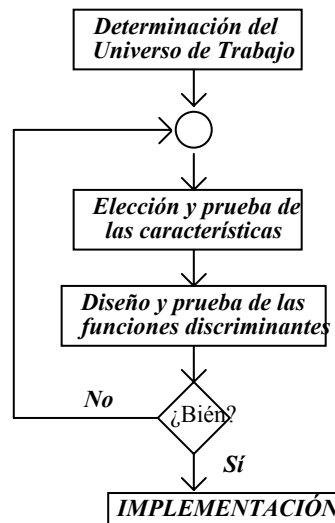 Determinación del
Universo de Trabajo
Elección y prueba de
las características
Diseño y prueba de las
funciones discriminantes
¿Bién?
No
Sí
IMPLEMENTACIÓN